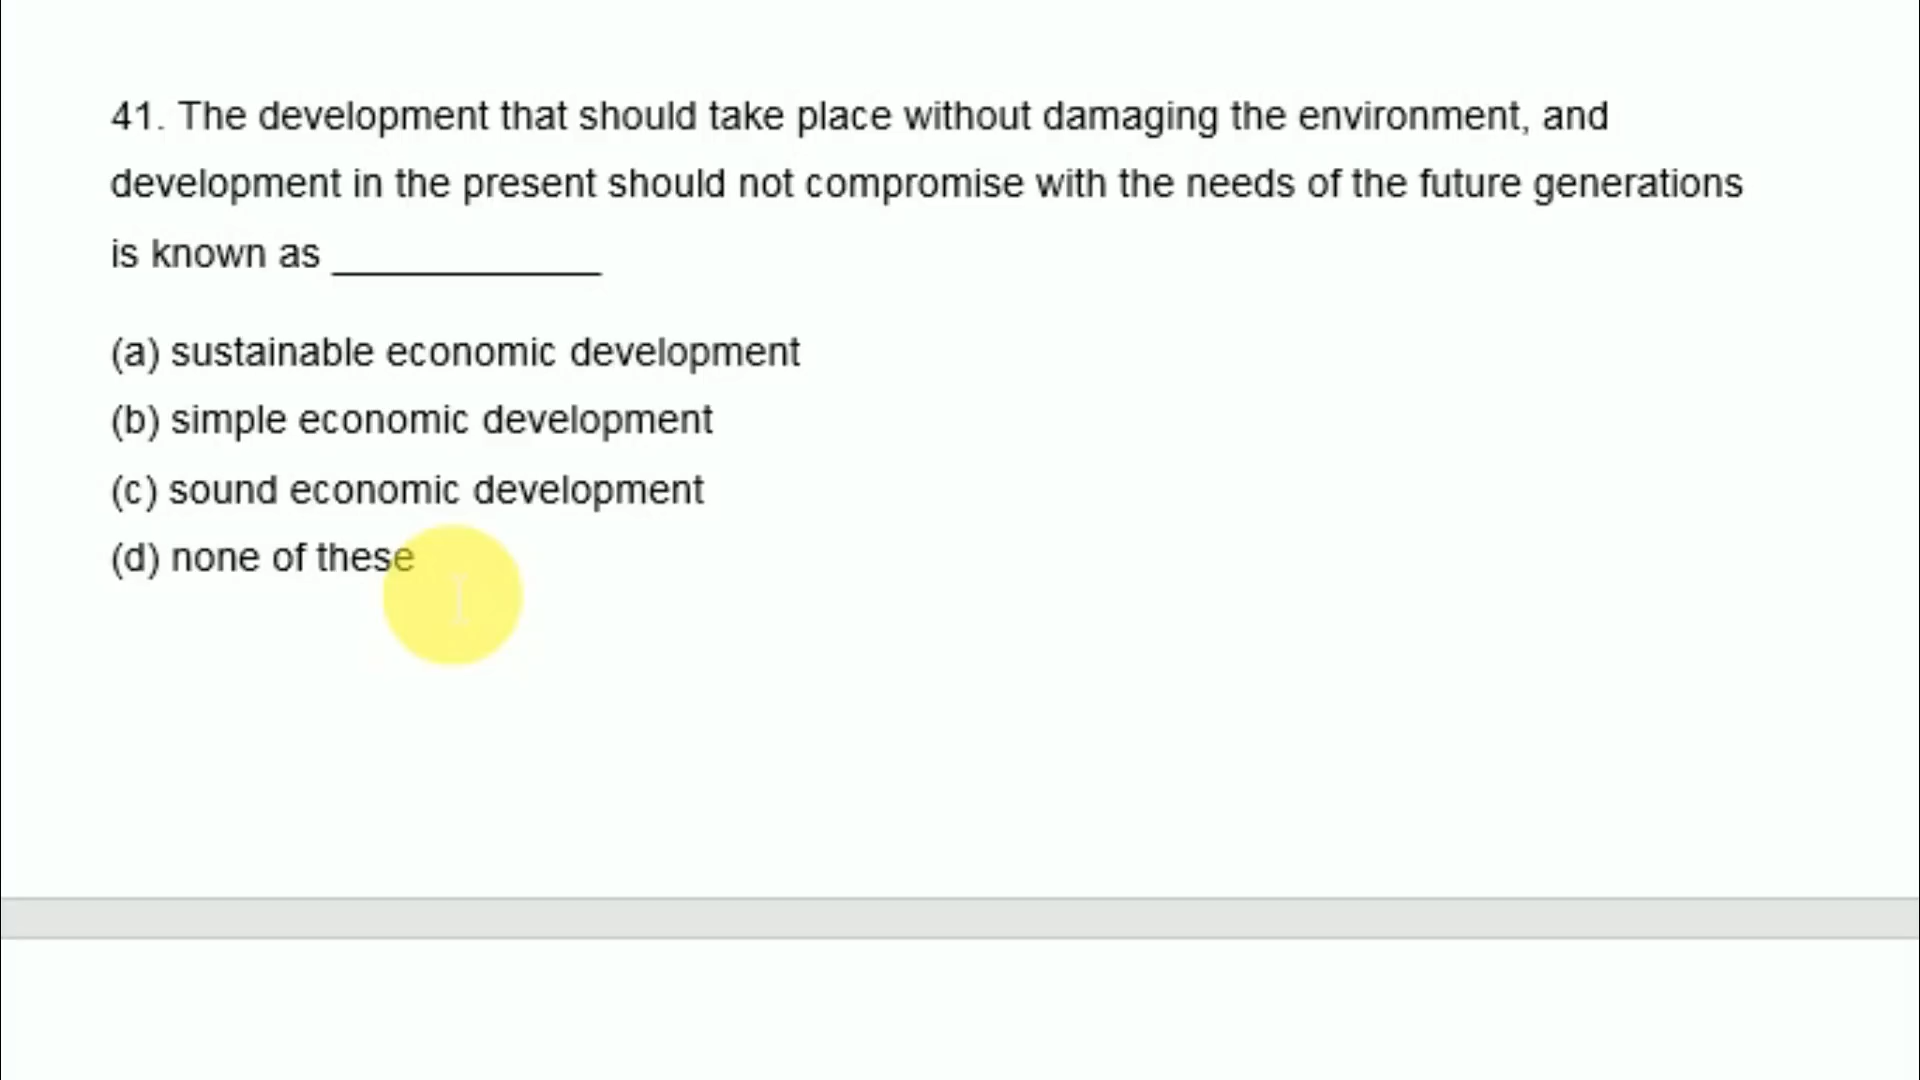 41. The development that should take place without damaging the environment, and
development in the present should not compromise with the needs of the future generations
is known as ____________
(a) sustainable economic development
(b) simple economic development
(c) sound economic development
(d) none of these